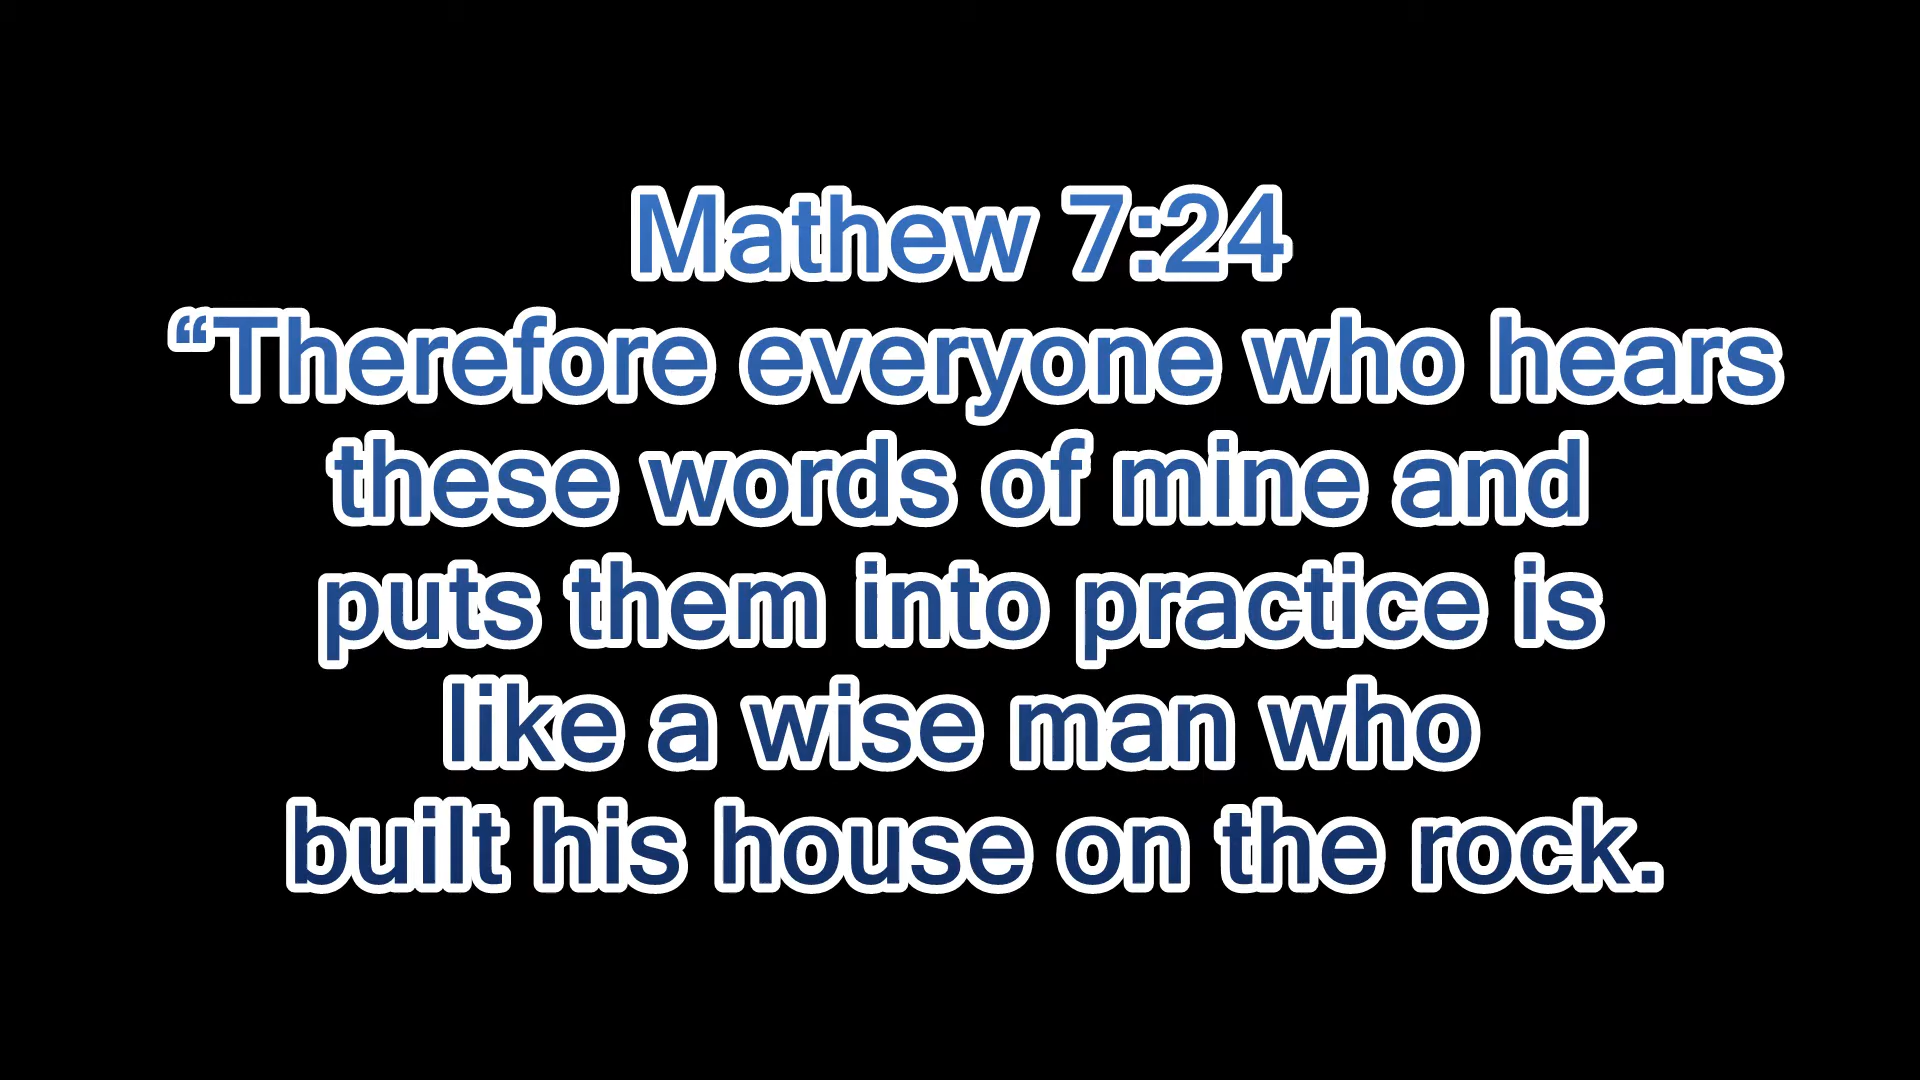 Mathew 7:24
“Therefore everyone who hears
these words of mine and
puts them into practice is
like a wise man who
built his house on the rock.